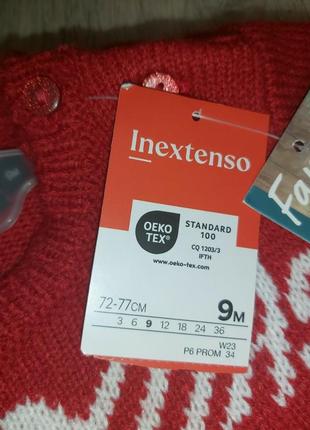 Inextenso
OEKO
TEX®
STANDARD
100
CQ 1203/3
IFTH
www.oeko-tex.com
72-77CM
9M
3 6 9 12 18 24 36
W23
P6 PROM 34